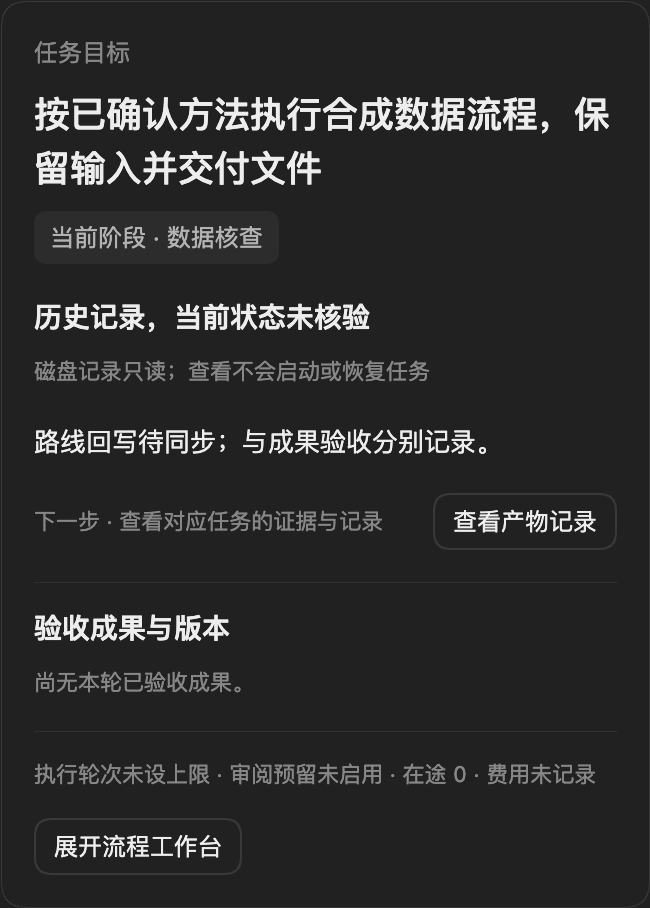 任务目标
按已确认方法执行合成数据流程，保
留输入并交付文件
当前阶段 · 数据核查
历史记录，当前状态未核验
磁盘记录只读；查看不会启动或恢复任务
路线回写待同步；与成果验收分别记录。
下一步 · 查看对应任务的证据与记录
查看产物记录
验收成果与版本
尚无本轮已验收成果。
执行轮次未设上限 · 审阅预留未启用 · 在途 0 · 费用未记录
展开流程工作台